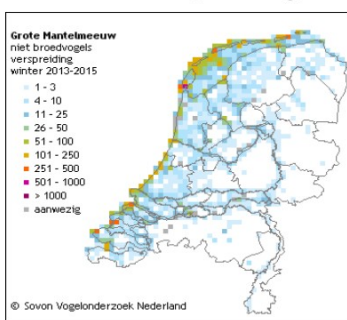 Grote Mantelmeeuw
niet broedvogels
verspreiding
winter 2013-2015
1 - 3
4 - 10
11 - 25
26 - 50
51 - 100
101 - 250
251 - 500
501 - 1000
> 1000
aanwezig
© Sovon Vogelonderzoek Nederland